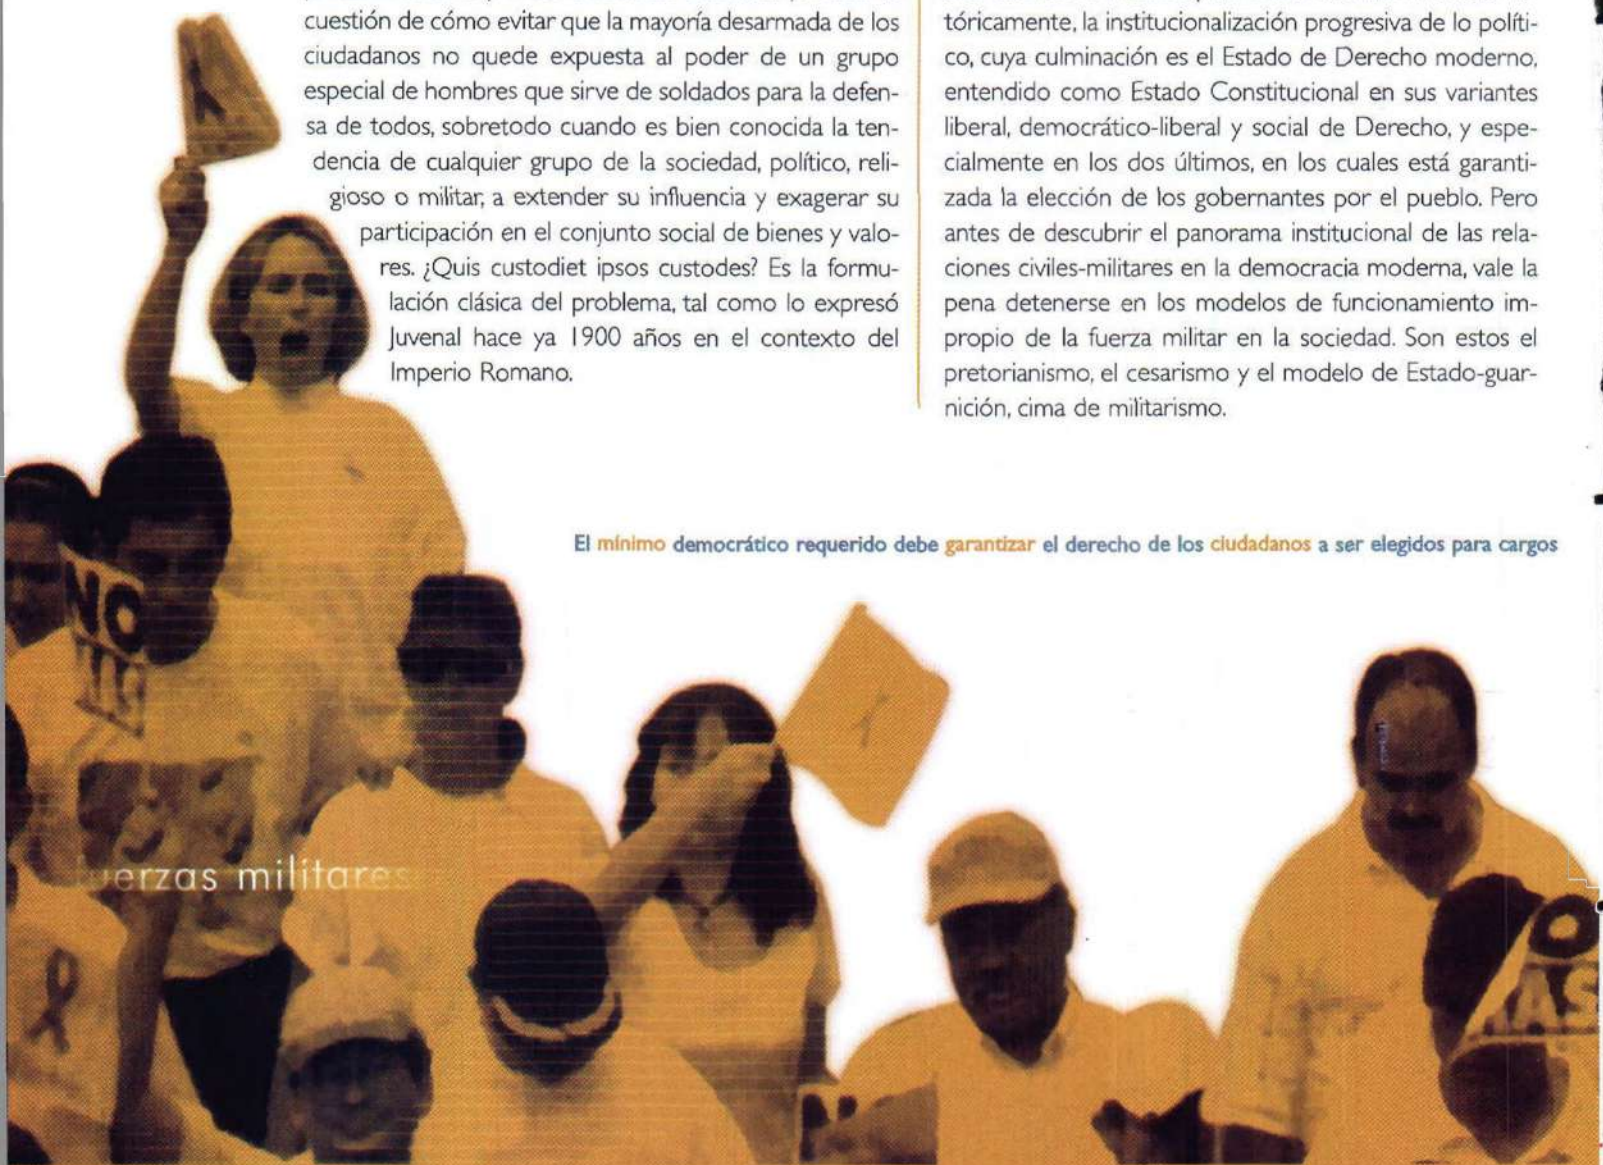 cuestión de cómo evitar que la mayoría desarmada de los
ciudadanos no quede expuesta al poder de un grupo
especial de hombres que sirve de soldados para la defen-
sa de todos, sobretodo cuando es bien conocida la ten-
dencia de cualquier grupo de la sociedad, político, reli-
gioso o militar, a extender su influencia y exagerar su
participación en el conjunto social de bienes y valo-
res. ¿Quis custodiet ipsos custodes? Es la formu-
lación clásica del problema, tal como lo expresó
Juvenal hace ya 1900 años en el contexto del
Imperio Romano.
tóricamente, la institucionalización progresiva de lo políti-
co, cuya culminación es el Estado de Derecho moderno,
entendido como Estado Constitucional en sus variantes
liberal, democrático-liberal y social de Derecho, y espe-
cialmente en los dos últimos, en los cuales está garanti-
zada la elección de los gobernantes por el pueblo. Pero
antes de descubrir el panorama institucional de las rela-
ciones civiles-militares en la democracia moderna, vale la
pena detenerse en los modelos de funcionamiento im-
propio de la fuerza militar en la sociedad. Son estos el
pretorianismo, el cesarismo y el modelo de Estado-guar-
nición, cima de militarismo.
El mínimo democrático requerido debe garantizar el derecho de los ciudadanos a ser elegidos para cargos
NO
fuerzas militares
O
AS